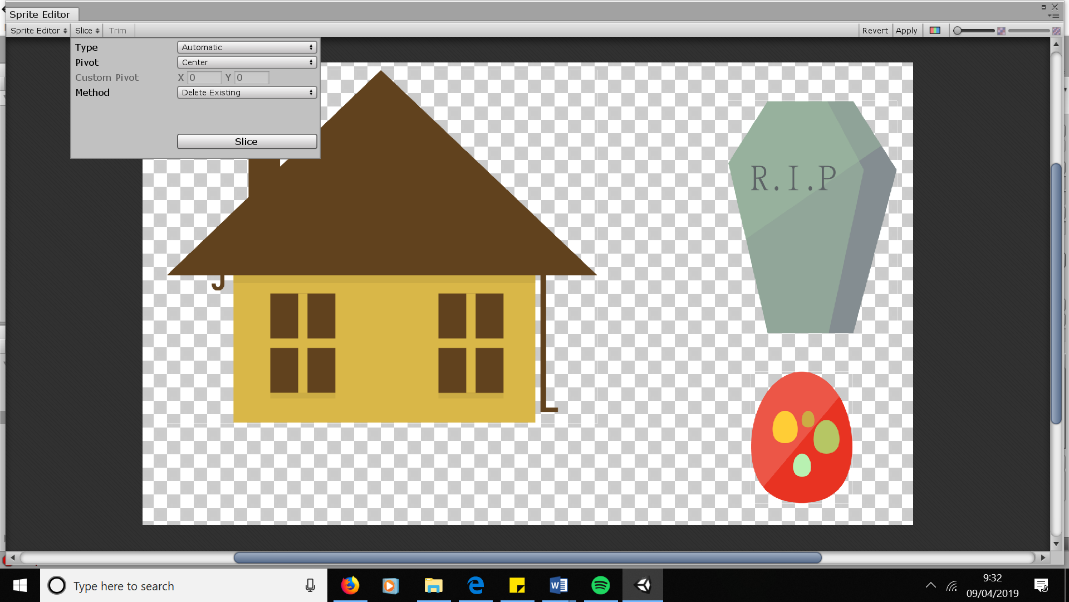 Sprite Editor
Sprite Editor Slice Trim Revert Apply
Type Automatic
Pivot Center
Custom Pivot X 0 Y 0
Method Delete Existing
Slice
R.I.P
Type here to search
9:32
09/04/2019